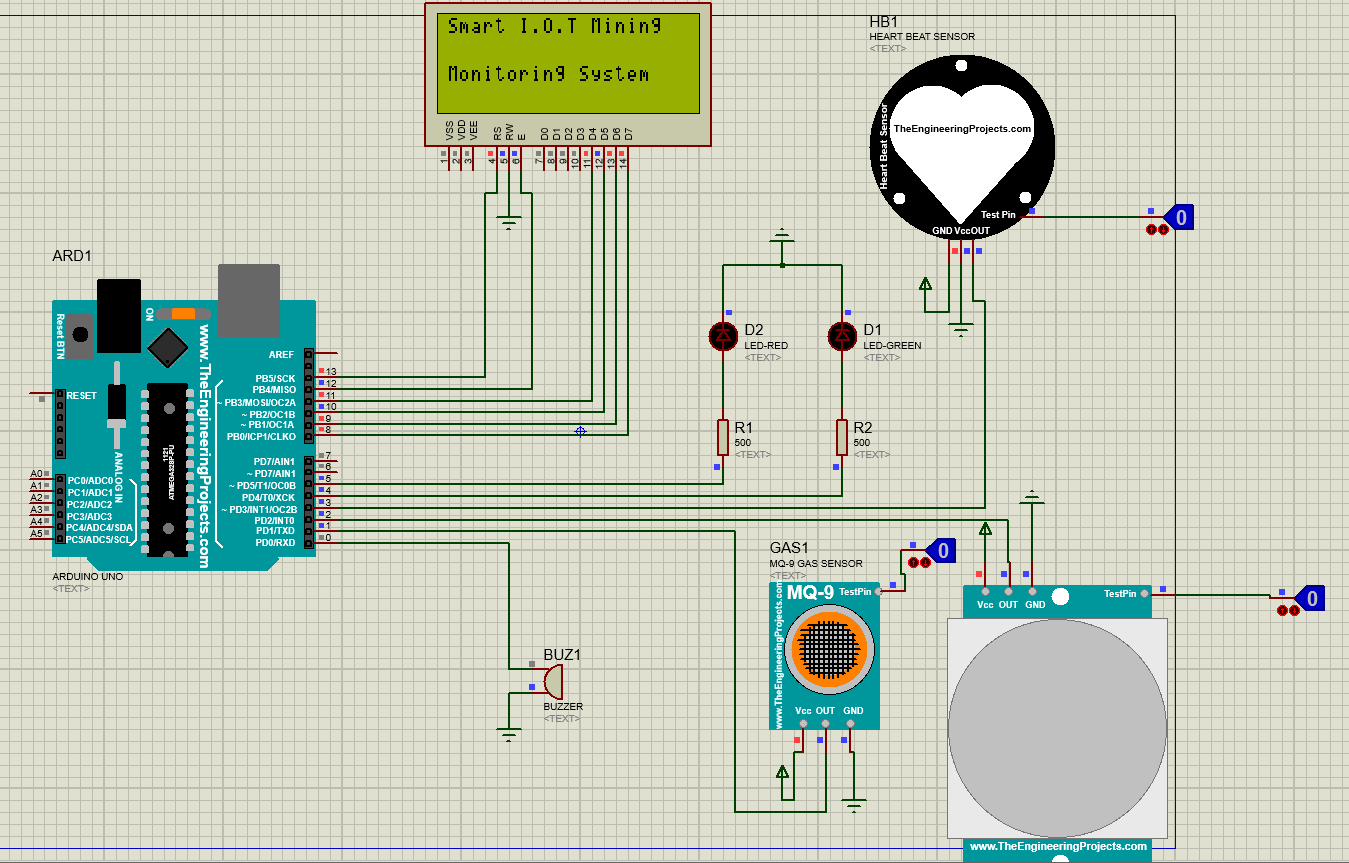 Smart I.O.T Mining
Monitoring System
VSS
VDD
VEE
RS
RW
E
D0
D1
D2
D3
D4
D5
D6
D7
1
2
3
4
5
6
7
8
9
10
11
12
13
14
HB1
HEART BEAT SENSOR
<TEXT>
Heart Beat Sensor
TheEngineeringProjects.com
Test Pin
GND Vcc OUT
0
ARD1
Reset BTN
ON
www.TheEngineeringProjects.com
RESET
ANALOG IN
1121
ATMEGA328P-PU
AREF
PB5/SCK 13
PB4/MISO 12
~ PB3/MOSI/OC2A 11
~ PB2/OC1B 10
~ PB1/OC1A 9
PB0/ICP1/CLKO 8
PD7/AIN1 7
~ PD7/AIN1 6
~ PD5/T1/OC0B 5
PD4/T0/XCK 4
~ PD3/INT1/OC2B 3
PD2/INT0 2
PD1/TXD 1
PD0/RXD 0
A0 PC0/ADC0
A1 PC1/ADC1
A2 PC2/ADC2
A3 PC3/ADC3
A4 PC4/ADC4/SDA
A5 PC5/ADC5/SCL
ARDUINO UNO
<TEXT>
D2
LED-RED
<TEXT>
D1
LED-GREEN
<TEXT>
R1
500
<TEXT>
R2
500
<TEXT>
BUZ1
BUZZER
<TEXT>
GAS1
MQ-9 GAS SENSOR
<TEXT>
MQ-9 TestPin
www.TheEngineeringProjects.com
Vcc OUT GND
0
Vcc OUT GND
TestPin
0
www.TheEngineeringProjects.com